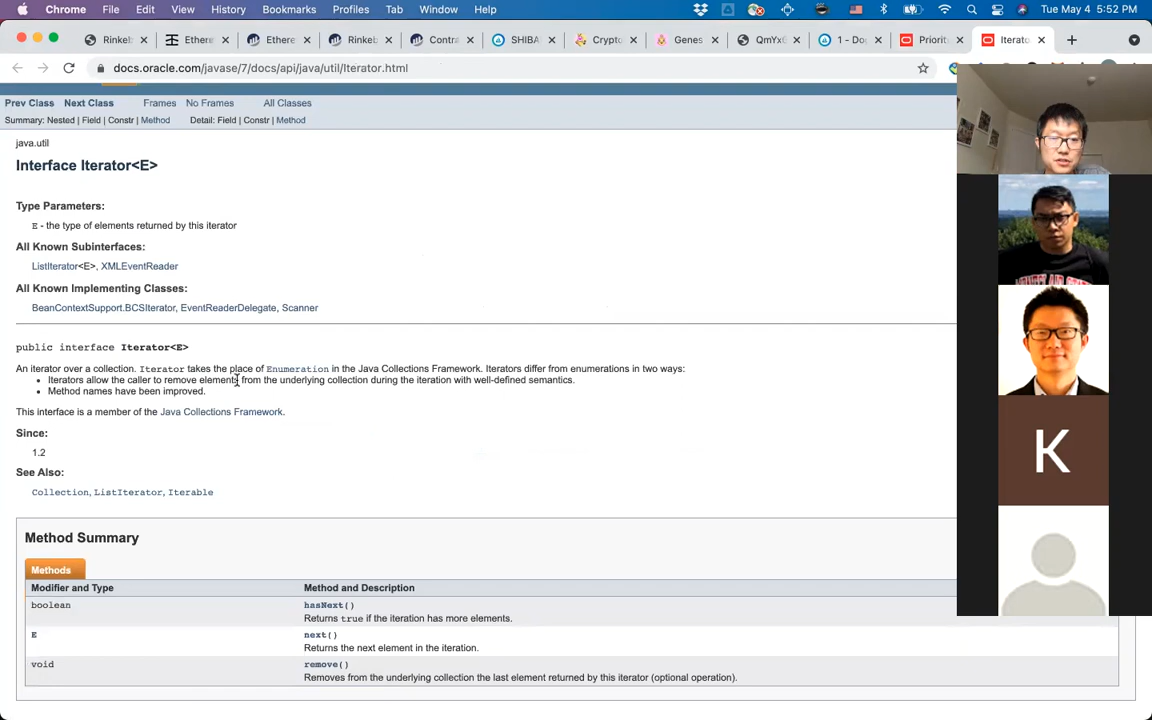 Chrome File Edit View History Bookmarks Profiles Tab Window Help Tue May 4 5:52 PM
Rinkeb Ethere Ethere Rinkeb Contra SHIBA Crypto Genes QmYx 1 – Do Priorit Iterato
docs.oracle.com/javase/7/docs/api/java/util/Iterator.html
Prev Class Next Class Frames No Frames All Classes
Summary: Nested | Field | Constr | Method Detail: Field | Constr | Method
java.util
Interface Iterator<E>
Type Parameters:
E - the type of elements returned by this iterator
All Known Subinterfaces:
ListIterator<E>, XMLEventReader
All Known Implementing Classes:
BeanContextSupport.BCSIterator, EventReaderDelegate, Scanner
public interface Iterator<E>
An iterator over a collection. Iterator takes the place of Enumeration in the Java Collections Framework. Iterators differ from enumerations in two ways:
• Iterators allow the caller to remove elements from the underlying collection during the iteration with well-defined semantics.
• Method names have been improved.
This interface is a member of the Java Collections Framework.
Since:
1.2
See Also:
Collection, ListIterator, Iterable
Method Summary
Methods
Modifier and Type Method and Description
boolean hasNext()
Returns true if the iteration has more elements.
E next()
Returns the next element in the iteration.
void remove()
Removes from the underlying collection the last element returned by this iterator (optional operation).
K